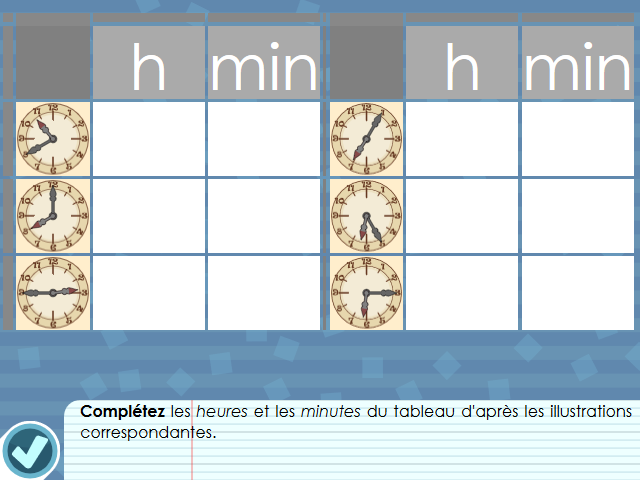 h min h min
Complétez les heures et les minutes du tableau d'après les illustrations
correspondantes.